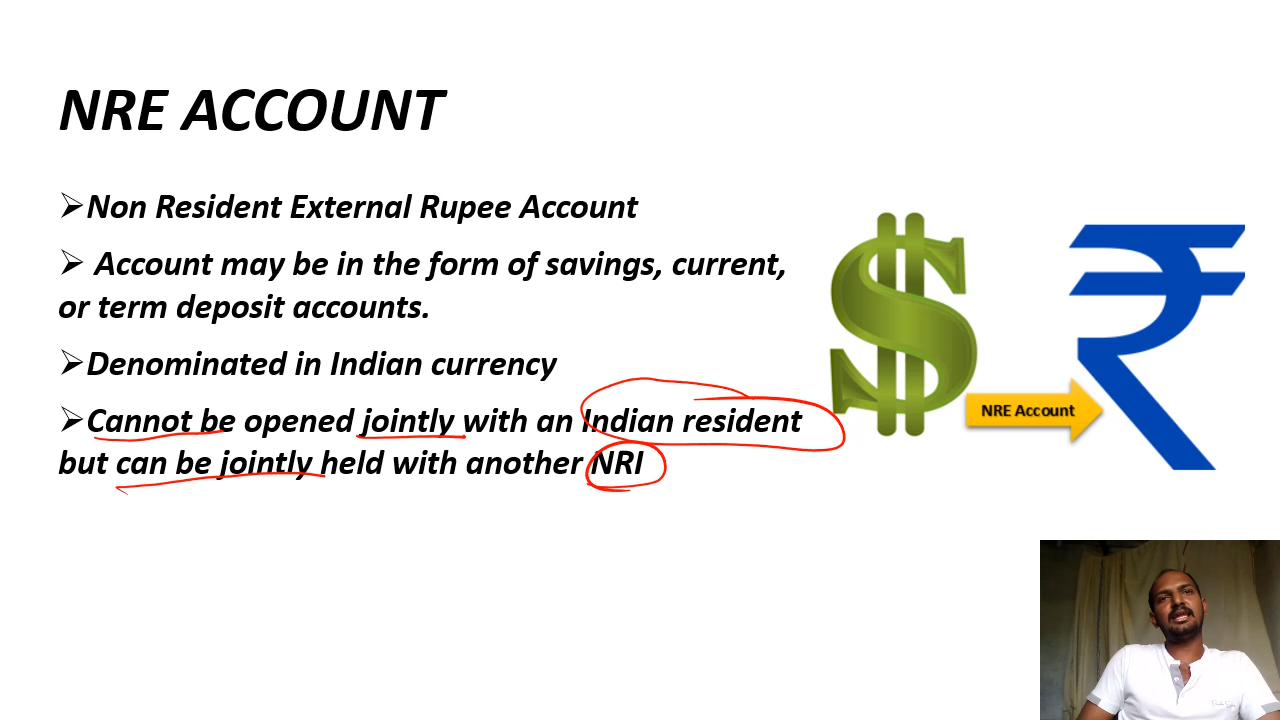 NRE ACCOUNT
➢Non Resident External Rupee Account
➢ Account may be in the form of savings, current,
or term deposit accounts.
➢Denominated in Indian currency
➢Cannot be opened jointly with an Indian resident
but can be jointly held with another NRI
$ ₹
NRE Account